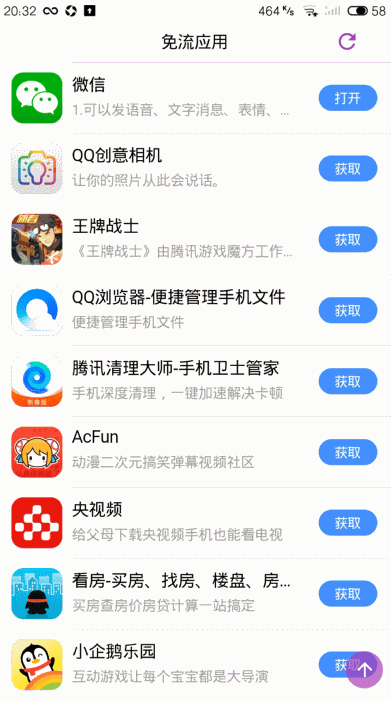 20:32 464 K/s 58
免流应用
微信
1.可以发语音、文字消息、表情、...
打开
QQ创意相机
让你的照片从此会说话。
获取
王牌战士
《王牌战士》由腾讯游戏魔方工作...
获取
QQ浏览器-便捷管理手机文件
便捷管理手机文件
获取
腾讯清理大师-手机卫士管家
手机深度清理，一键加速解决卡顿
获取
AcFun
动漫二次元搞笑弹幕视频社区
获取
央视频
给父母下载央视频手机也能看电视
获取
看房-买房、找房、楼盘、房...
买房查房价房贷计算一站搞定
获取
小企鹅乐园
互动游戏让每个宝宝都是大导演
获取